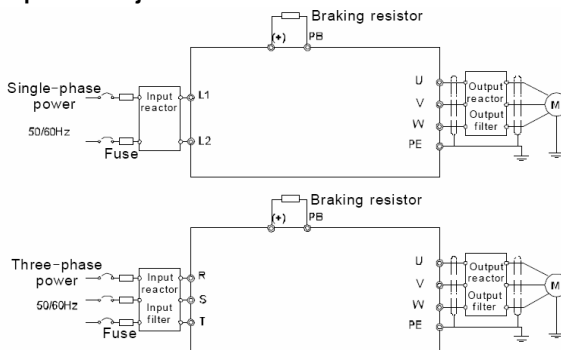 Braking resistor
(+) PB
Single-phase
power
50/60Hz
Fuse
Input
reactor
L1
L2
U
V
W
PE
Output
reactor
Output
filter
M
Braking resistor
(+) PB
Three-phase
power
50/60Hz
Fuse
Input
reactor
Input
filter
R
S
T
U
V
W
PE
Output
reactor
Output
filter
M